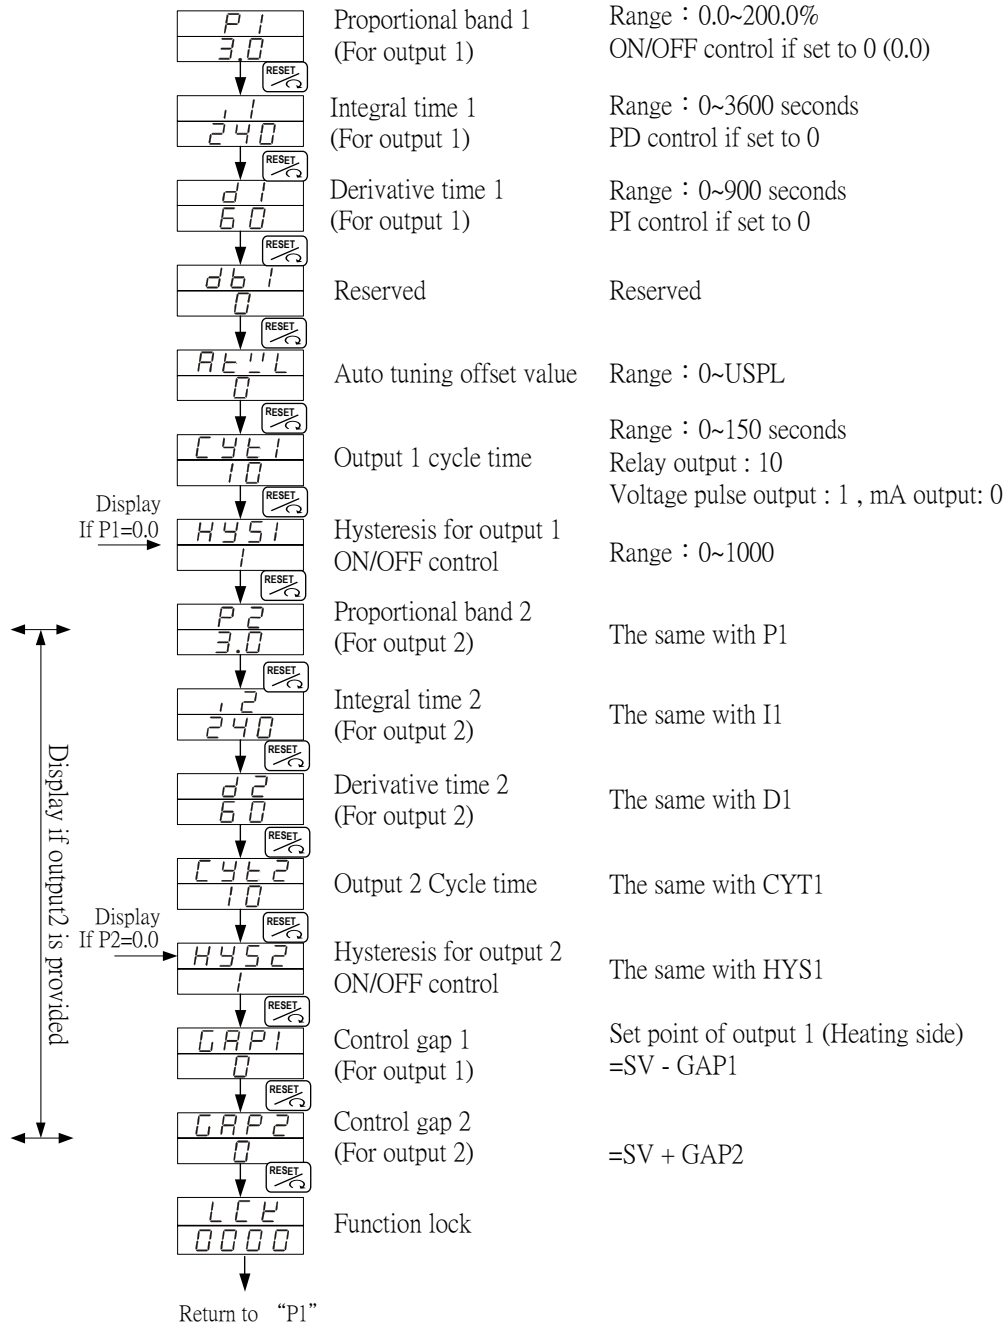 P1
3.0
Proportional band 1
(For output 1)
Range：0.0~200.0%
ON/OFF control if set to 0 (0.0)
RESET
i1
240
Integral time 1
(For output 1)
Range：0~3600 seconds
PD control if set to 0
RESET
d1
60
Derivative time 1
(For output 1)
Range：0~900 seconds
PI control if set to 0
RESET
db1
0
Reserved
Reserved
RESET
0
Auto tuning offset value
Range：0~USPL
RESET
CYt1
10
Output 1 cycle time
Range：0~150 seconds
Relay output : 10
Voltage pulse output : 1 , mA output: 0
RESET
Display
If P1=0.0
HYS1
1
Hysteresis for output 1
ON/OFF control
Range：0~1000
RESET
P2
3.0
Proportional band 2
(For output 2)
The same with P1
RESET
i2
240
Integral time 2
(For output 2)
The same with I1
RESET
d2
60
Derivative time 2
(For output 2)
The same with D1
RESET
CYt2
10
Output 2 Cycle time
The same with CYT1
RESET
Display
If P2=0.0
HYS2
1
Hysteresis for output 2
ON/OFF control
The same with HYS1
RESET
GAP1
0
Control gap 1
(For output 1)
Set point of output 1 (Heating side)
=SV - GAP1
RESET
GAP2
0
Control gap 2
(For output 2)
=SV + GAP2
RESET
Display if output2 is provided
LCK
0000
Function lock
Return to “P1”